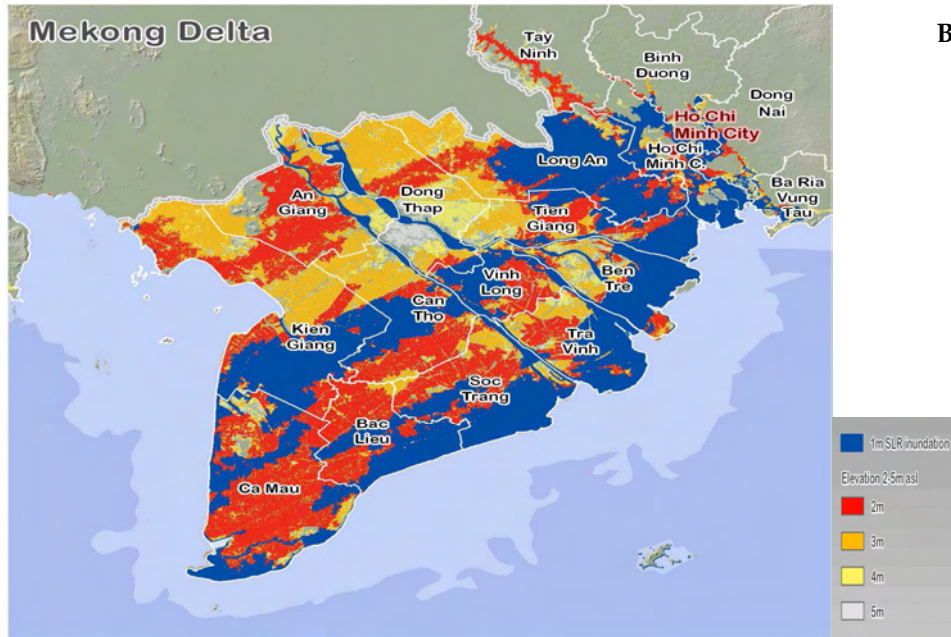 Mekong Delta
B
Tay
Ninh
Binh
Duong
Dong
Nai
Ho Chi
Minh City
Ho Chi
Minh C.
Long An
Ba Ria
Vung
Tau
An
Giang
Dong
Thap
Tien
Giang
Ben
Tre
Vinh
Long
Can
Tho
Kien
Giang
Tra
Vinh
Soc
Trang
Bac
Lieu
Ca Mau
1m SLR inundation
Elevation 2-5m asl
2m
3m
4m
5m